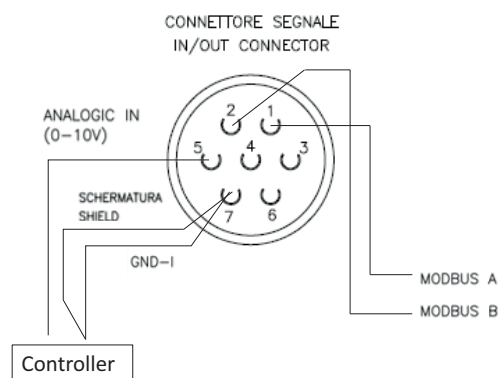 CONNETTORE SEGNALE
IN/OUT CONNECTOR
ANALOGIC IN
(0-10V)
2
1
5
4
3
SCHERMATURA
SHIELD
7
6
GND-I
MODBUS A
MODBUS B
Controller